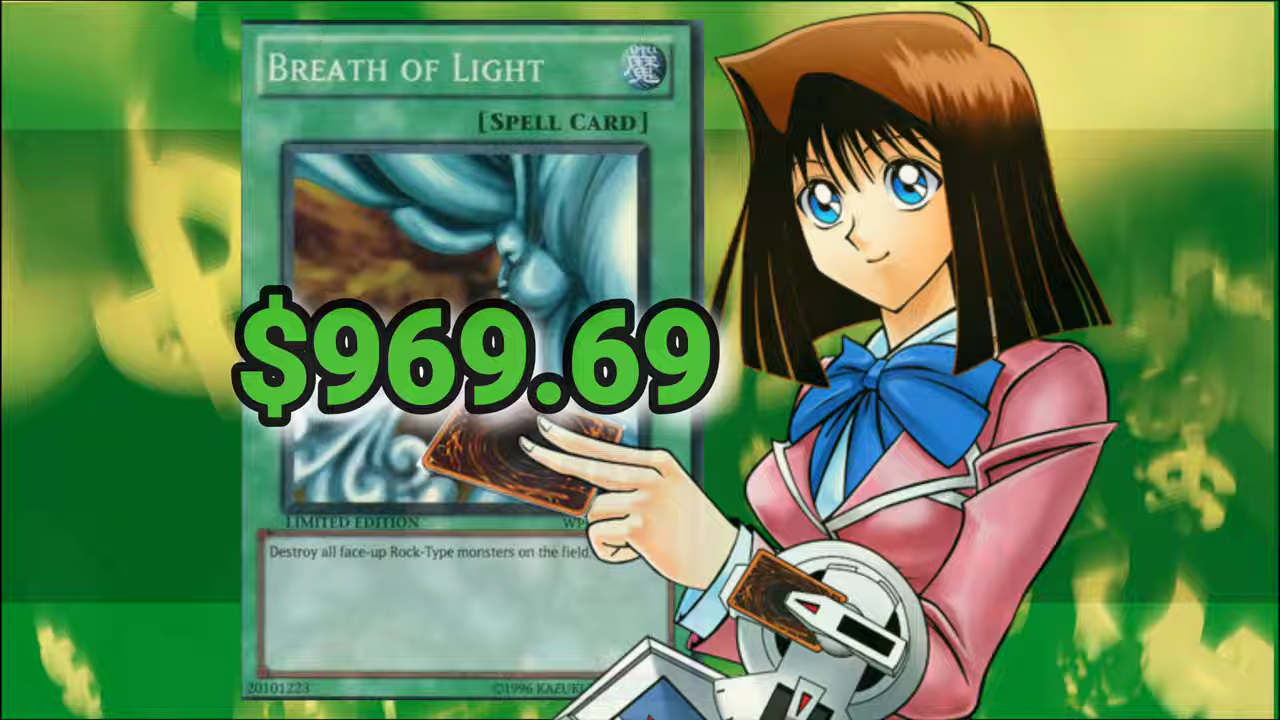 BREATH OF LIGHT
魔
[SPELL CARD]
$969.69
LIMITED EDITION
Destroy all face-up Rock-Type monsters on the field.
20101223
©1996